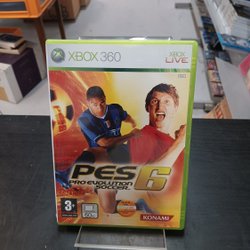 XBOX 360
XBOX
LIVE
PES 6
PRO EVOLUTION
SOCCER
3+
KONAMI